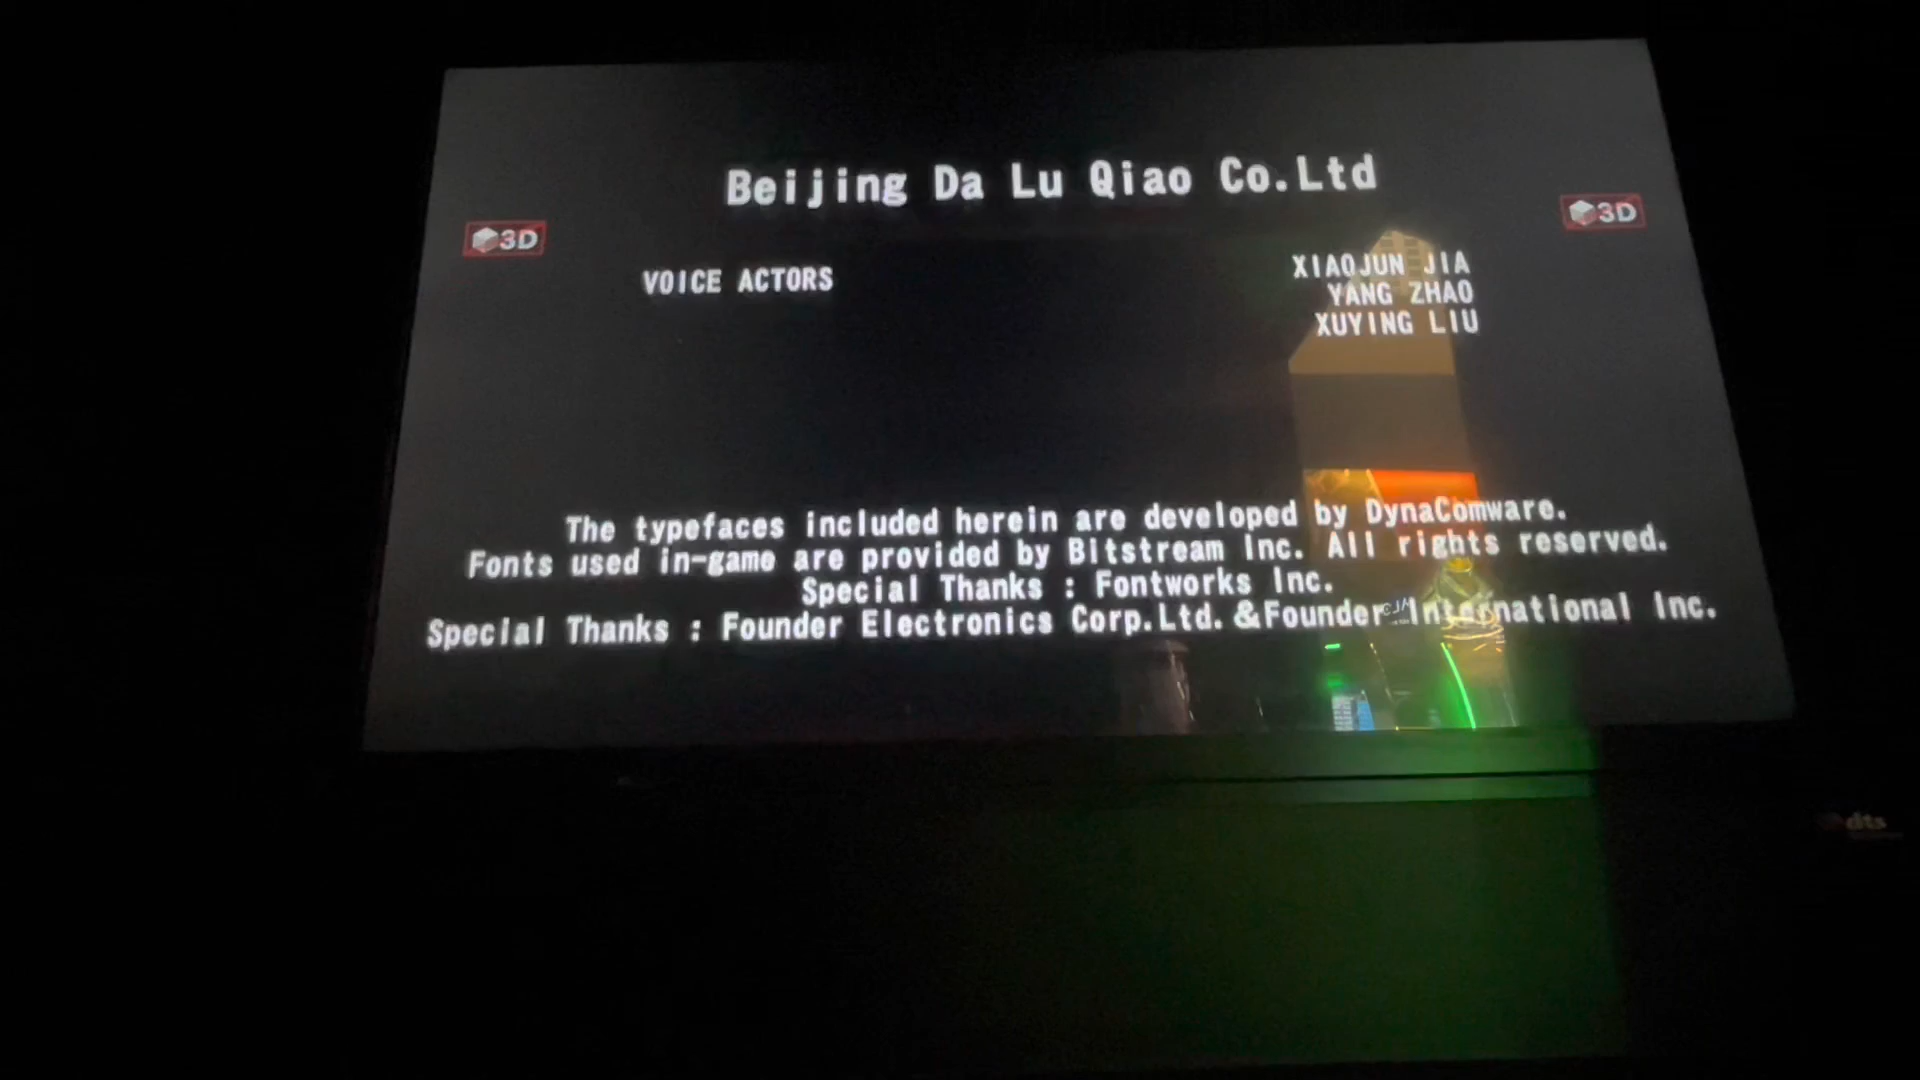 Beijing Da Lu Qiao Co.Ltd
3D
3D
VOICE ACTORS
XIAOJUN JIA
YANG ZHAO
XUYING LIU
The typefaces included herein are developed by DynaComware.
Fonts used in-game are provided by Bitstream Inc. All rights reserved.
Special Thanks : Fontworks Inc.
Special Thanks : Founder Electronics Corp.Ltd. &Founder International Inc.
dts